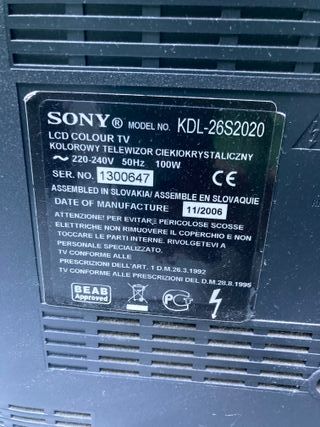 SONY® MODEL NO. KDL-26S2020
LCD COLOUR TV
KOLOROWY TELEWIZOR CIEKŁOKRYSTALICZNY
~ 220-240V 50Hz 100W
SER. NO. 1300647 CE
ASSEMBLED IN SLOVAKIA/ ASSEMBLE EN SLOVAQUIE
DATE OF MANUFACTURE 11/2006
ATTENZIONE! PER EVITARE PERICOLOSE SCOSSE
ELETTRICHE NON RIMUOVERE IL COPERCHIO E NON
TOCCARE LE PARTI INTERNE. RIVOLGETEVI A
PERSONALE SPECIALIZZATO.
TV CONFORME ALLE
PRESCRIZIONI DELL'ART. 1 D.M.26.3.1992
TV CONFORME ALLE PRESCRIZIONI DEL D.M.28.8.1995
BEAB
Approved